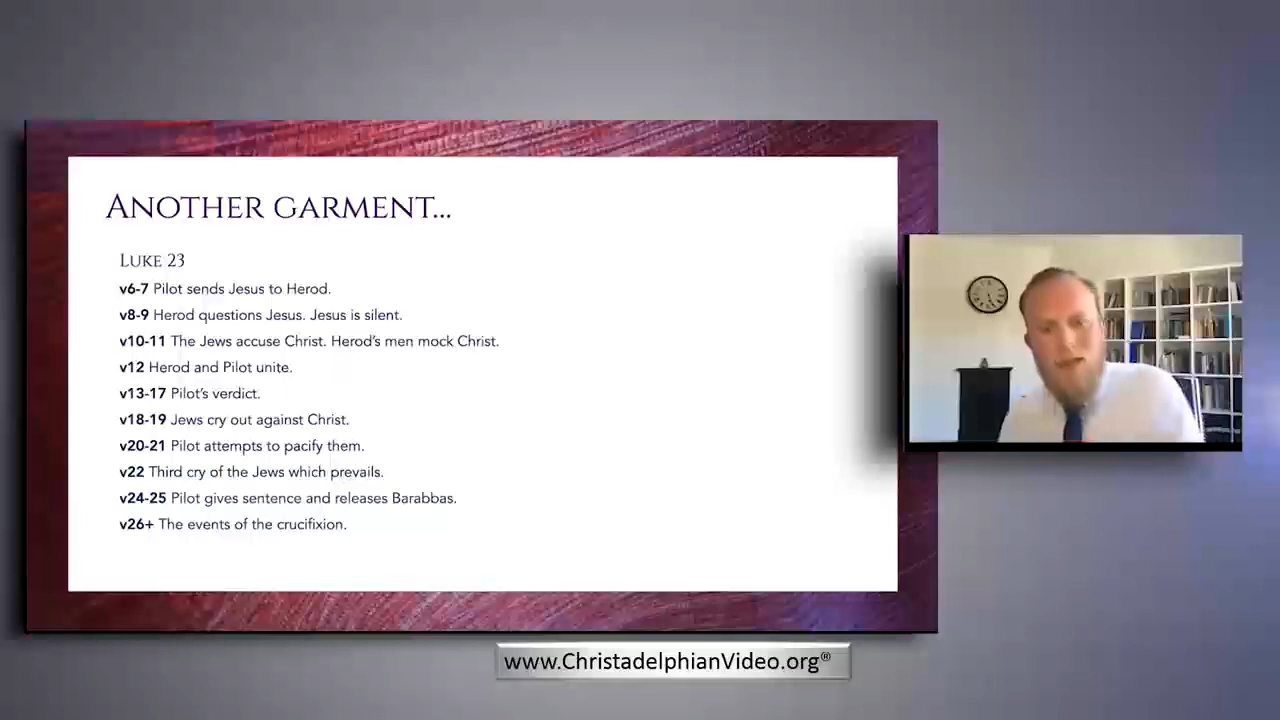 ANOTHER GARMENT...
LUKE 23
v6-7 Pilot sends Jesus to Herod.
v8-9 Herod questions Jesus. Jesus is silent.
v10-11 The Jews accuse Christ. Herod's men mock Christ.
v12 Herod and Pilot unite.
v13-17 Pilot's verdict.
v18-19 Jews cry out against Christ.
v20-21 Pilot attempts to pacify them.
v22 Third cry of the Jews which prevails.
v24-25 Pilot gives sentence and releases Barabbas.
v26+ The events of the crucifixion.
www.ChristadelphianVideo.org®